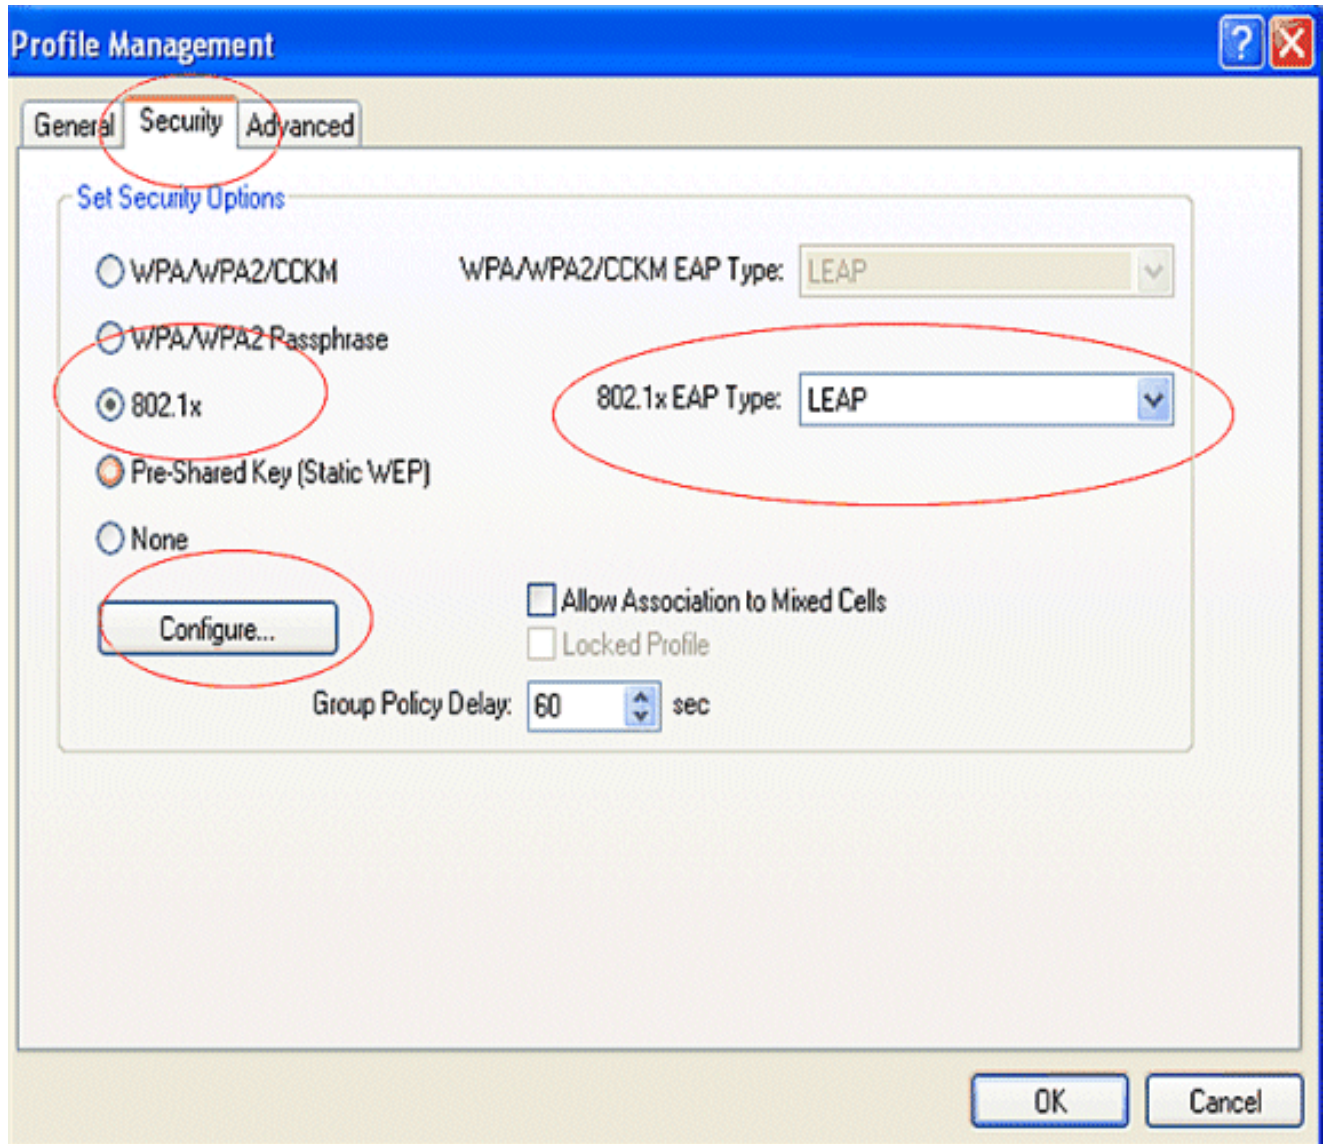 Profile Management
General Security Advanced
Set Security Options
WPA/WPA2/CCKM WPA/WPA2/CCKM EAP Type: LEAP
WPA/WPA2 Passphrase
802.1x 802.1x EAP Type: LEAP
Pre-Shared Key (Static WEP)
None
Allow Association to Mixed Cells
Configure...
Locked Profile
Group Policy Delay: 60 sec
OK Cancel